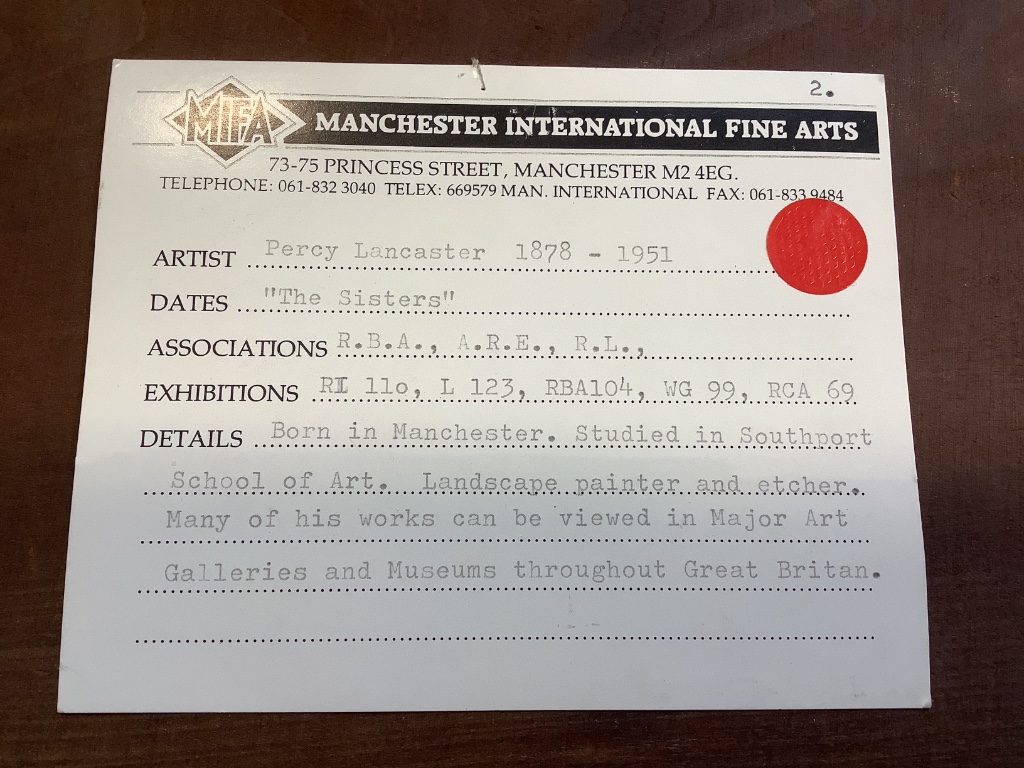 2.
MIFA
MANCHESTER INTERNATIONAL FINE ARTS
73-75 PRINCESS STREET, MANCHESTER M2 4EG.
TELEPHONE: 061-832 3040 TELEX: 669579 MAN. INTERNATIONAL FAX: 061-833 9484
ARTIST Percy Lancaster 1878 - 1951
DATES "The Sisters"
ASSOCIATIONS R.B.A., A.R.E., R.L.,
EXHIBITIONS RI 11o, L 123, RBA104, WG 99, RCA 69
DETAILS Born in Manchester. Studied in Southport
School of Art. Landscape painter and etcher.
Many of his works can be viewed in Major Art
Galleries and Museums throughout Great Britan.